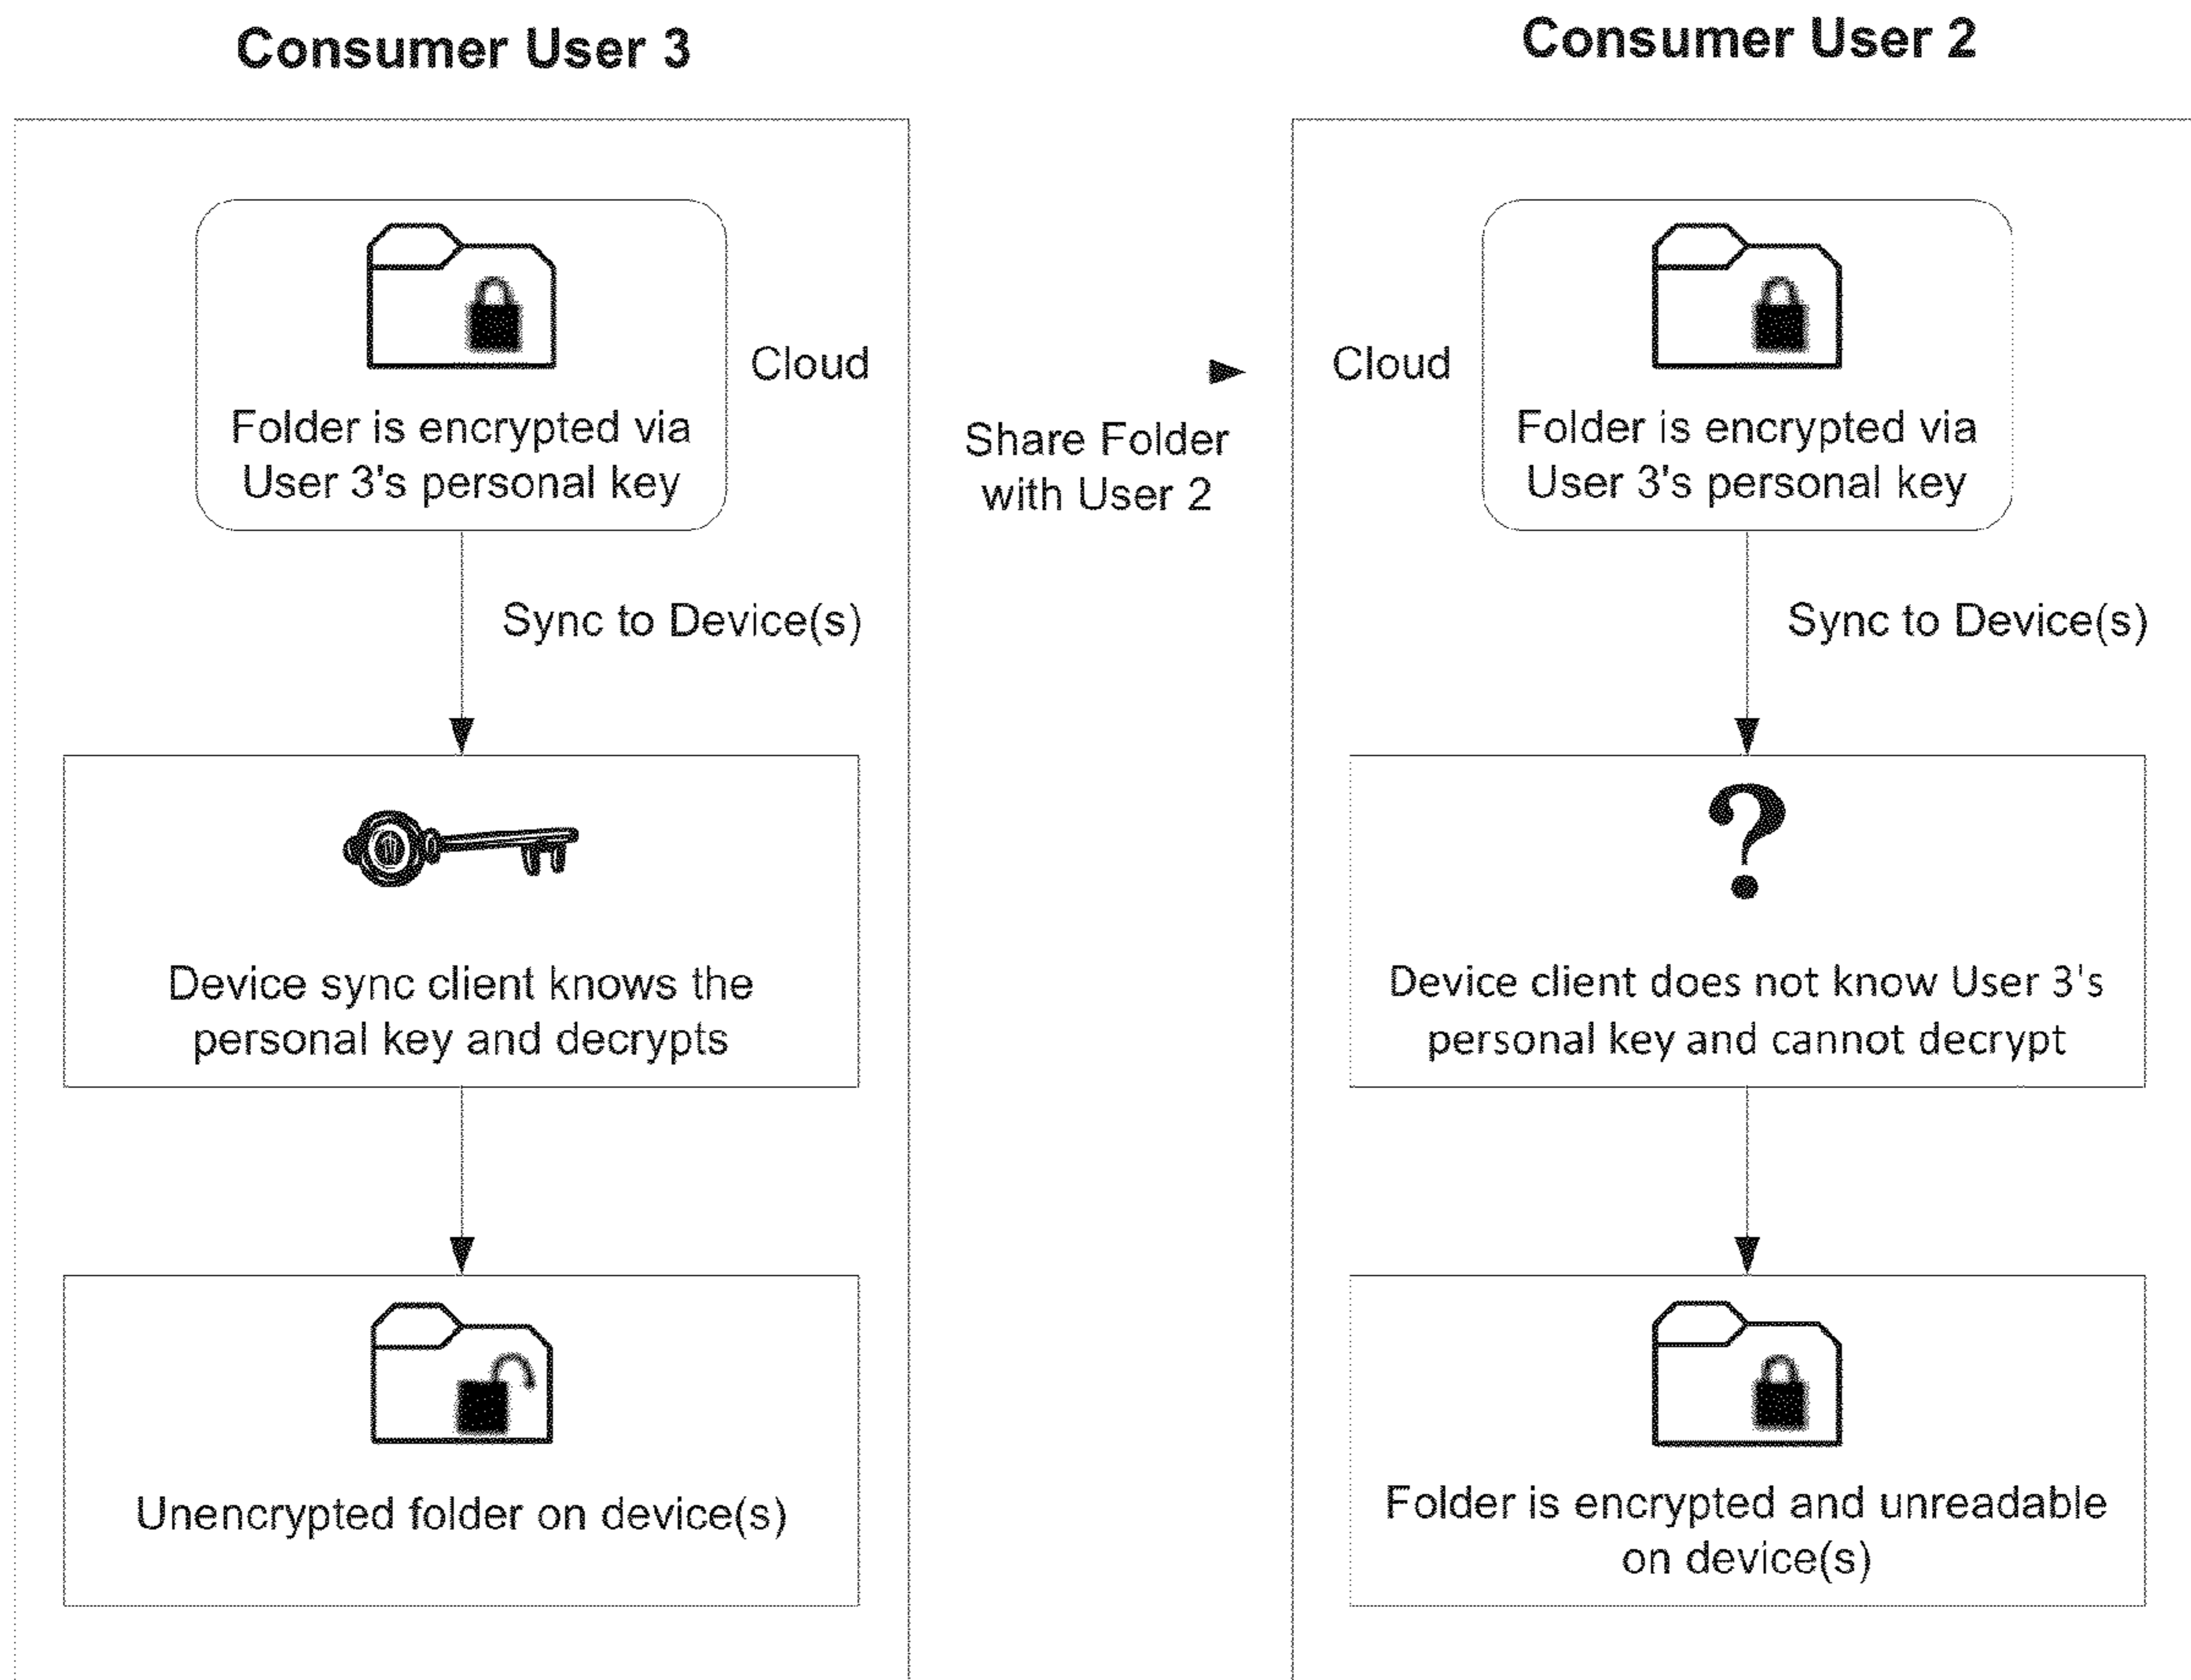 Consumer User 3
Folder is encrypted via
User 3's personal key
Cloud
Sync to Device(s)
Device sync client knows the
personal key and decrypts
Unencrypted folder on device(s)
Share Folder
with User 2
Consumer User 2
Cloud
Folder is encrypted via
User 3's personal key
Sync to Device(s)
?
Device client does not know User 3's
personal key and cannot decrypt
Folder is encrypted and unreadable
on device(s)